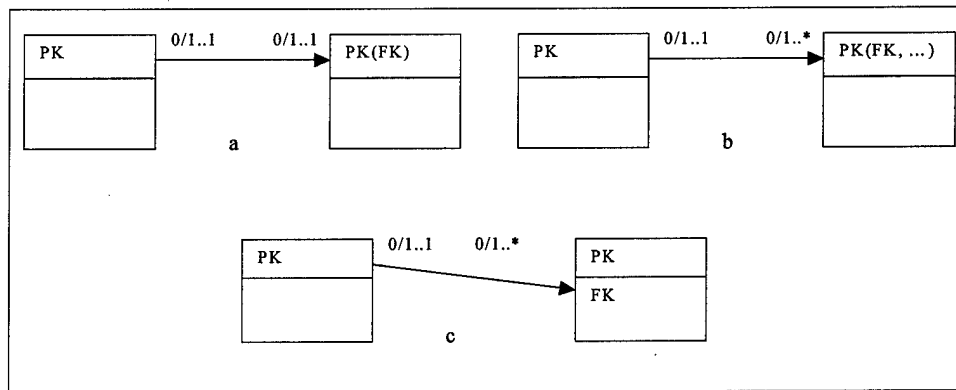 PK 0/1..1 0/1..1 PK(FK)
a
PK 0/1..1 0/1..* PK(FK, ...)
b
PK 0/1..1 0/1..* PK
FK
c